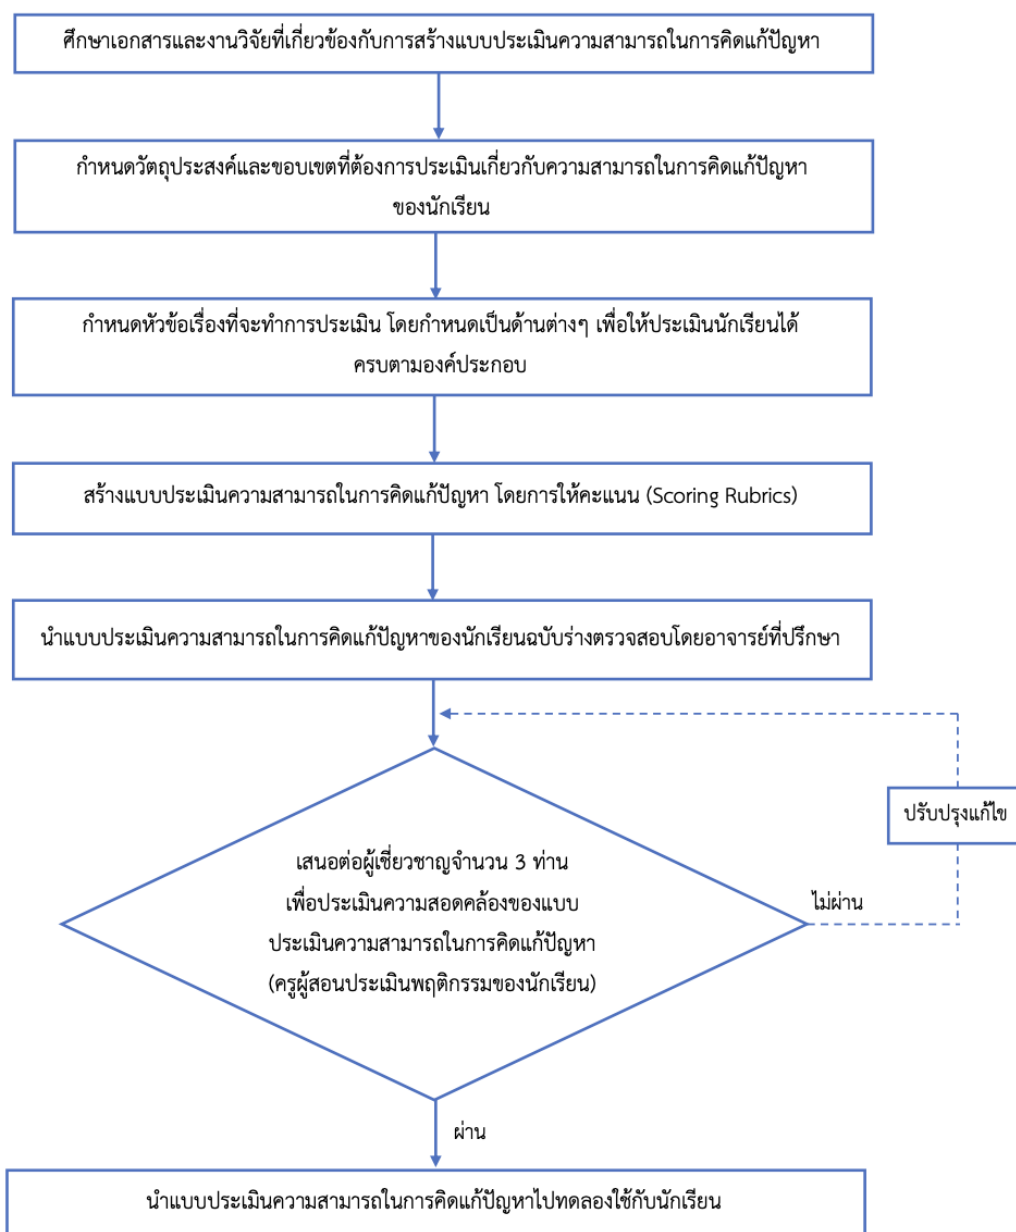 ศึกษาเอกสารและงานวิจัยที่เกี่ยวข้องกับการสร้างแบบประเมินความสามารถในการคิดแก้ปัญหา
กำหนดวัตถุประสงค์และขอบเขตที่ต้องการประเมินเกี่ยวกับความสามารถในการคิดแก้ปัญหา
ของนักเรียน
กำหนดหัวข้อเรื่องที่จะทำการประเมิน โดยกำหนดเป็นด้านต่างๆ เพื่อให้ประเมินนักเรียนได้
ครบตามองค์ประกอบ
สร้างแบบประเมินความสามารถในการคิดแก้ปัญหา โดยการให้คะแนน (Scoring Rubrics)
นำแบบประเมินความสามารถในการคิดแก้ปัญหาของนักเรียนฉบับร่างตรวจสอบโดยอาจารย์ที่ปรึกษา
ปรับปรุงแก้ไข
เสนอต่อผู้เชี่ยวชาญจำนวน 3 ท่าน
เพื่อประเมินความสอดคล้องของแบบ
ประเมินความสามารถในการคิดแก้ปัญหา
(ครูผู้สอนประเมินพฤติกรรมของนักเรียน)
ไม่ผ่าน
ผ่าน
นำแบบประเมินความสามารถในการคิดแก้ปัญหาไปทดลองใช้กับนักเรียน